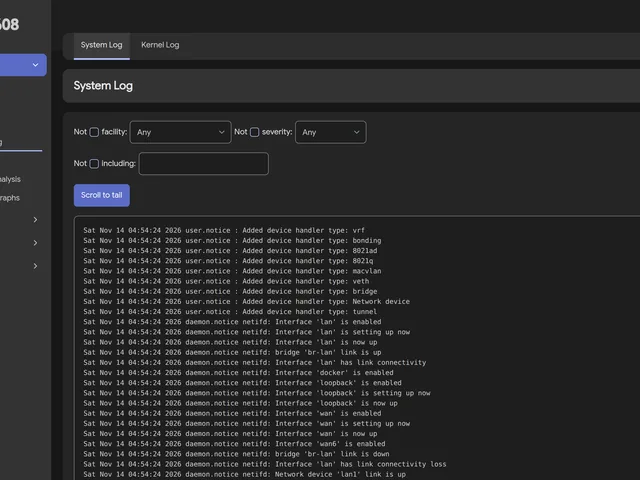 608
System Log
Kernel Log
System Log
Not facility: Any Not severity: Any
Not including:
Scroll to tail
nalysis
raphs
Sat Nov 14 04:54:24 2026 user.notice : Added device handler type: vrf
Sat Nov 14 04:54:24 2026 user.notice : Added device handler type: bonding
Sat Nov 14 04:54:24 2026 user.notice : Added device handler type: 8021ad
Sat Nov 14 04:54:24 2026 user.notice : Added device handler type: 8021q
Sat Nov 14 04:54:24 2026 user.notice : Added device handler type: macvlan
Sat Nov 14 04:54:24 2026 user.notice : Added device handler type: veth
Sat Nov 14 04:54:24 2026 user.notice : Added device handler type: bridge
Sat Nov 14 04:54:24 2026 user.notice : Added device handler type: Network device
Sat Nov 14 04:54:24 2026 user.notice : Added device handler type: tunnel
Sat Nov 14 04:54:24 2026 daemon.notice netifd: Interface 'lan' is enabled
Sat Nov 14 04:54:24 2026 daemon.notice netifd: Interface 'lan' is setting up now
Sat Nov 14 04:54:24 2026 daemon.notice netifd: Interface 'lan' is now up
Sat Nov 14 04:54:24 2026 daemon.notice netifd: bridge 'br-lan' link is up
Sat Nov 14 04:54:24 2026 daemon.notice netifd: Interface 'lan' has link connectivity
Sat Nov 14 04:54:24 2026 daemon.notice netifd: Interface 'docker' is enabled
Sat Nov 14 04:54:24 2026 daemon.notice netifd: Interface 'loopback' is enabled
Sat Nov 14 04:54:24 2026 daemon.notice netifd: Interface 'loopback' is setting up now
Sat Nov 14 04:54:24 2026 daemon.notice netifd: Interface 'loopback' is now up
Sat Nov 14 04:54:24 2026 daemon.notice netifd: Interface 'wan' is enabled
Sat Nov 14 04:54:24 2026 daemon.notice netifd: Interface 'wan' is setting up now
Sat Nov 14 04:54:24 2026 daemon.notice netifd: Interface 'wan' is now up
Sat Nov 14 04:54:24 2026 daemon.notice netifd: Interface 'wan6' is enabled
Sat Nov 14 04:54:24 2026 daemon.notice netifd: bridge 'br-lan' link is down
Sat Nov 14 04:54:24 2026 daemon.notice netifd: Interface 'lan' has link connectivity loss
Sat Nov 14 04:54:24 2026 daemon.notice netifd: Network device 'lan1' link is up